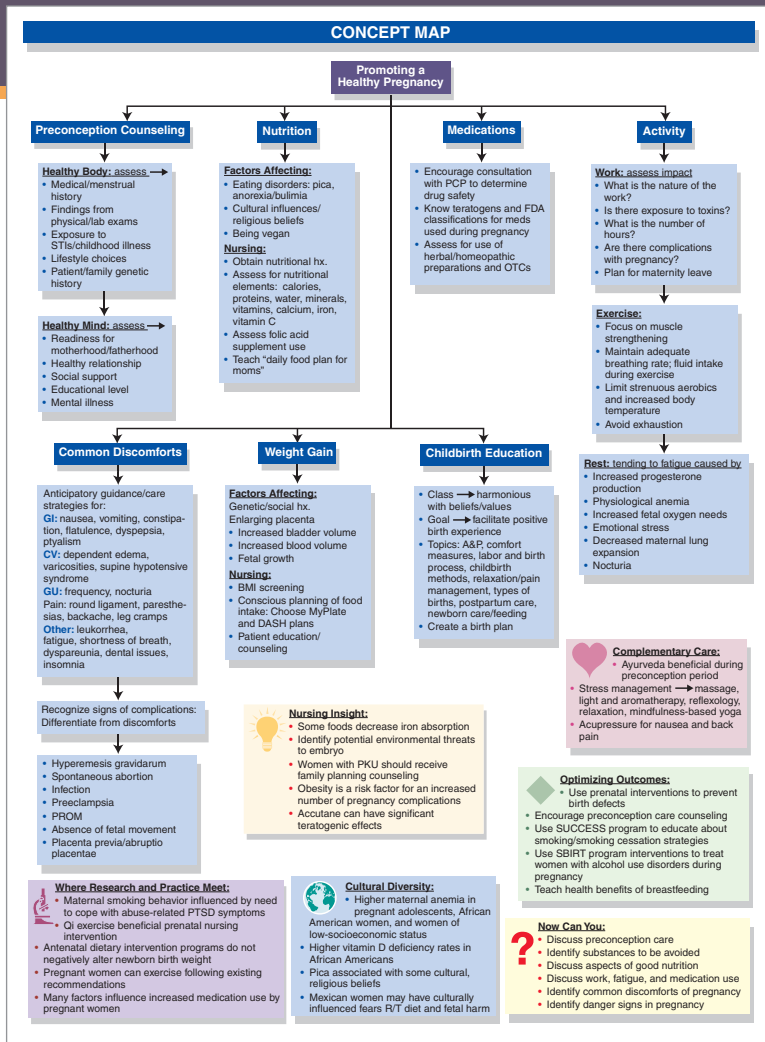 CONCEPT MAP
Promoting a
Healthy Pregnancy
Preconception Counseling
Healthy Body: assess →
• Medical/menstrual
history
• Findings from
physical/lab exams
• Exposure to
STIs/childhood illness
• Lifestyle choices
• Patient/family genetic
history
Healthy Mind: assess →
• Readiness for
motherhood/fatherhood
• Healthy relationship
• Social support
• Educational level
• Mental illness
Nutrition
Factors Affecting:
• Eating disorders: pica,
anorexia/bulimia
• Cultural influences/
religious beliefs
• Being vegan
Nursing:
• Obtain nutritional hx.
• Assess for nutritional
elements: calories,
proteins, water, minerals,
vitamins, calcium, iron,
vitamin C
• Assess folic acid
supplement use
• Teach “daily food plan for
moms”
Medications
• Encourage consultation
with PCP to determine
drug safety
• Know teratogens and FDA
classifications for meds
used during pregnancy
• Assess for use of
herbal/homeopathic
preparations and OTCs
Activity
Work: assess impact
• What is the nature of the
work?
• Is there exposure to toxins?
• What is the number of
hours?
• Are there complications
with pregnancy?
• Plan for maternity leave
Exercise:
• Focus on muscle
strengthening
• Maintain adequate
breathing rate; fluid intake
during exercise
• Limit strenuous aerobics
and increased body
temperature
• Avoid exhaustion
Rest: tending to fatigue caused by
• Increased progesterone
production
• Physiological anemia
• Increased fetal oxygen needs
• Emotional stress
• Decreased maternal lung
expansion
• Nocturia
Common Discomforts
Anticipatory guidance/care
strategies for:
GI: nausea, vomiting, constipa-
tion, flatulence, dyspepsia,
ptyalism
CV: dependent edema,
varicosities, supine hypotensive
syndrome
GU: frequency, nocturia
Pain: round ligament, paresthe-
sias, backache, leg cramps
Other: leukorrhea,
fatigue, shortness of breath,
dyspareunia, dental issues,
insomnia
Recognize signs of complications:
Differentiate from discomforts
• Hyperemesis gravidarum
• Spontaneous abortion
• Infection
• Preeclampsia
• PROM
• Absence of fetal movement
• Placenta previa/abruptio
placentae
Weight Gain
Factors Affecting:
Genetic/social hx.
Enlarging placenta
• Increased bladder volume
• Increased blood volume
• Fetal growth
Nursing:
• BMI screening
• Conscious planning of food
intake: Choose MyPlate
and DASH plans
• Patient education/
counseling
Childbirth Education
• Class → harmonious
with beliefs/values
• Goal → facilitate positive
birth experience
• Topics: A&P, comfort
measures, labor and birth
process, childbirth
methods, relaxation/pain
management, types of
births, postpartum care,
newborn care/feeding
• Create a birth plan
Complementary Care:
• Ayurveda beneficial during
preconception period
• Stress management → massage,
light and aromatherapy, reflexology,
relaxation, mindfulness-based yoga
• Acupressure for nausea and back
pain
Nursing Insight:
• Some foods decrease iron absorption
• Identify potential environmental threats
to embryo
• Women with PKU should receive
family planning counseling
• Obesity is a risk factor for an increased
number of pregnancy complications
• Accutane can have significant
teratogenic effects
Optimizing Outcomes:
• Use prenatal interventions to prevent
birth defects
• Encourage preconception care counseling
• Use SUCCESS program to educate about
smoking/smoking cessation strategies
• Use SBIRT program interventions to treat
women with alcohol use disorders during
pregnancy
• Teach health benefits of breastfeeding
Where Research and Practice Meet:
• Maternal smoking behavior influenced by need
to cope with abuse-related PTSD symptoms
• Qi exercise beneficial prenatal nursing
intervention
• Antenatal dietary intervention programs do not
negatively alter newborn birth weight
• Pregnant women can exercise following existing
recommendations
• Many factors influence increased medication use by
pregnant women
Cultural Diversity:
• Higher maternal anemia in
pregnant adolescents, African
American women, and women of
low-socioeconomic status
• Higher vitamin D deficiency rates in
African Americans
• Pica associated with some cultural,
religious beliefs
• Mexican women may have culturally
influenced fears R/T diet and fetal harm
?
Now Can You:
• Discuss preconception care
• Identify substances to be avoided
• Discuss aspects of good nutrition
• Discuss work, fatigue, and medication use
• Identify common discomforts of pregnancy
• Identify danger signs in pregnancy